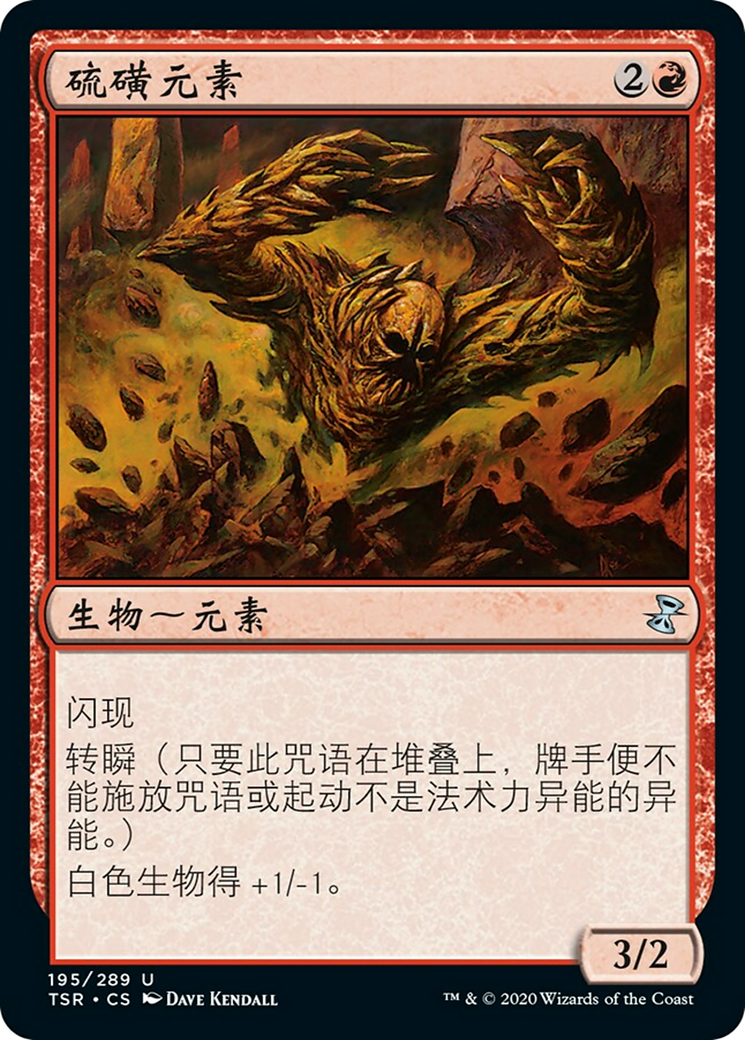 硫磺元素 2
生物～元素
闪现
转瞬（只要此咒语在堆叠上，牌手便不
能施放咒语或起动不是法术力异能的异
能。）
白色生物得 +1/-1。
3/2
195/289 U
TSR • CS DAVE KENDALL
™ & © 2020 Wizards of the Coast